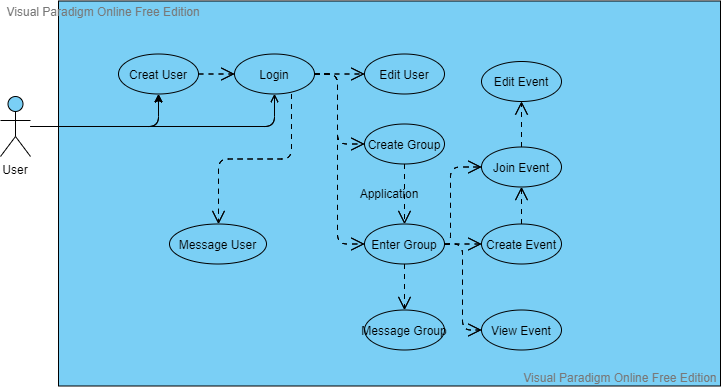 Visual Paradigm Online Free Edition
Creat User
Login
Edit User
Edit Event
Create Group
User
Join Event
Application
Message User
Enter Group
Create Event
Message Group
View Event
Visual Paradigm Online Free Edition